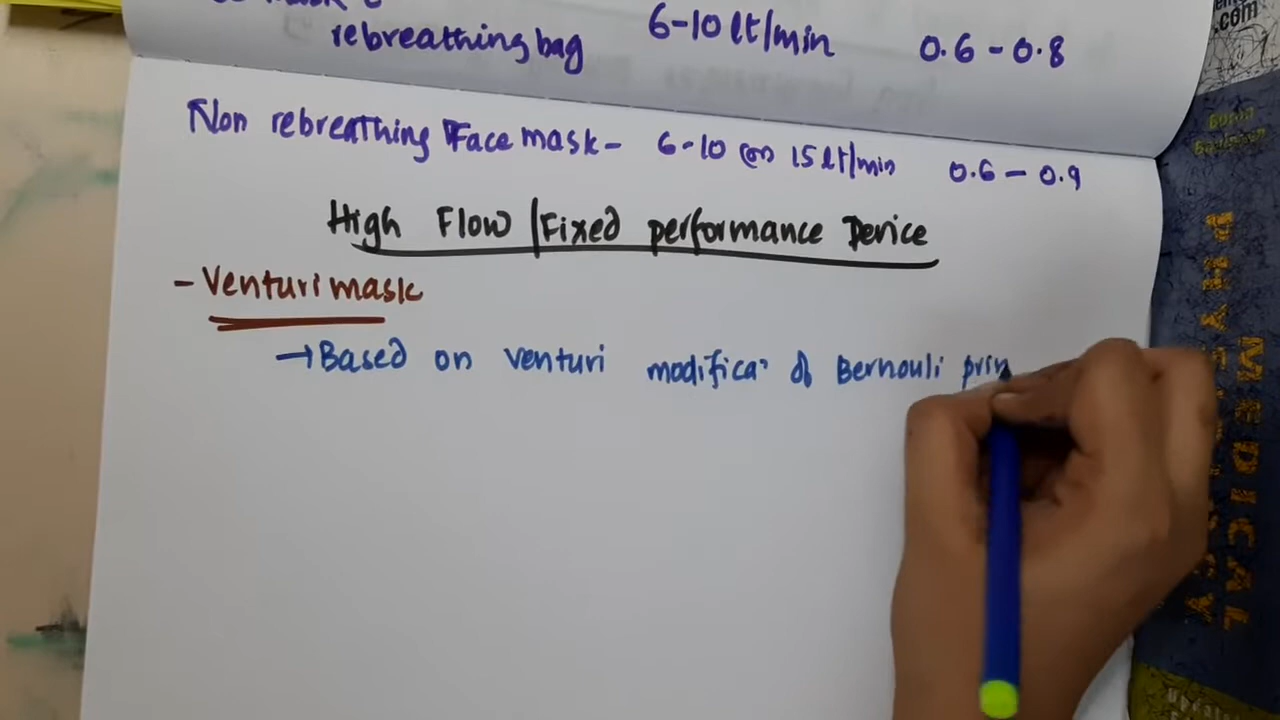 rebreathing bag 6-10 lt/min 0.6 - 0.8
Non rebreathing Face mask - 6-10 (or) 15 lt/min 0.6 - 0.9
High Flow / Fixed performance Device
- Venturi mask
→ Based on venturi modifica' of Bernouli prin
.com
MEDICAL